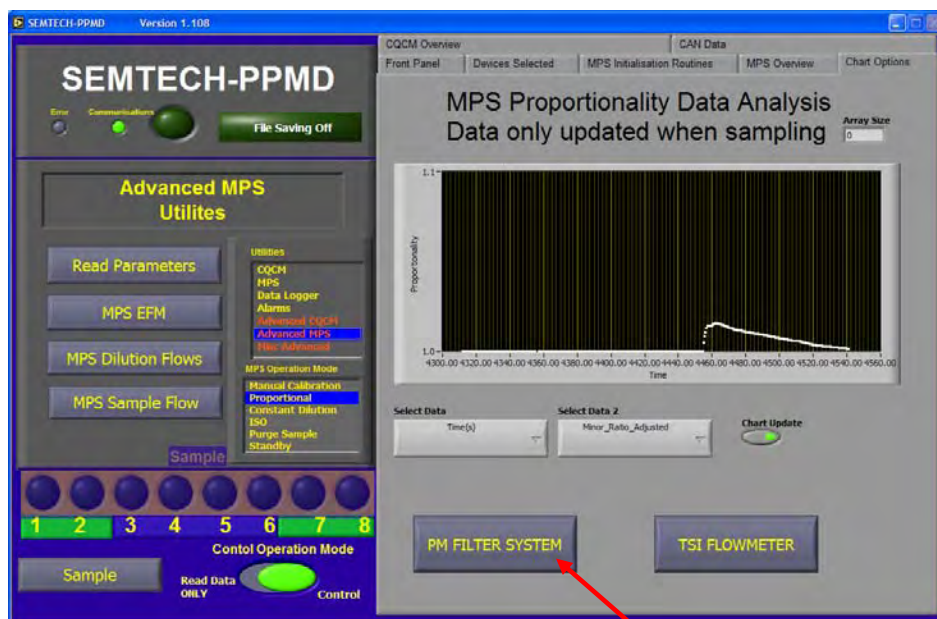 SEMTECH-PPMD Version 1.108
SEMTECH-PPMD
Error Communications
File Saving Off
Advanced MPS
Utilites
Read Parameters
MPS EFM
MPS Dilution Flows
MPS Sample Flow
Utilities
CQCM
MPS
Data Logger
Alarms
Advanced CQCM
Advanced MPS
Misc Advanced
MPS Operation Mode
Manual Calibration
Proportional
Constant Dilution
ISO
Purge Sample
Standby
Sample
1 2 3 4 5 6 7 8
Contol Operation Mode
Sample
Read Data
ONLY
Control
CQCM Overview CAN Data
Front Panel Devices Selected MPS Initialisation Routines MPS Overview Chart Options
MPS Proportionality Data Analysis
Data only updated when sampling
Array Size
0
1.1-
Proportionality
1.0-
4300.00 4320.00 4340.00 4360.00 4380.00 4400.00 4420.00 4440.00 4460.00 4480.00 4500.00 4520.00 4540.00 4560.00
Time
Select Data Select Data 2
Time(s) Minor_Ratio_Adjusted
Chart Update
PM FILTER SYSTEM TSI FLOWMETER